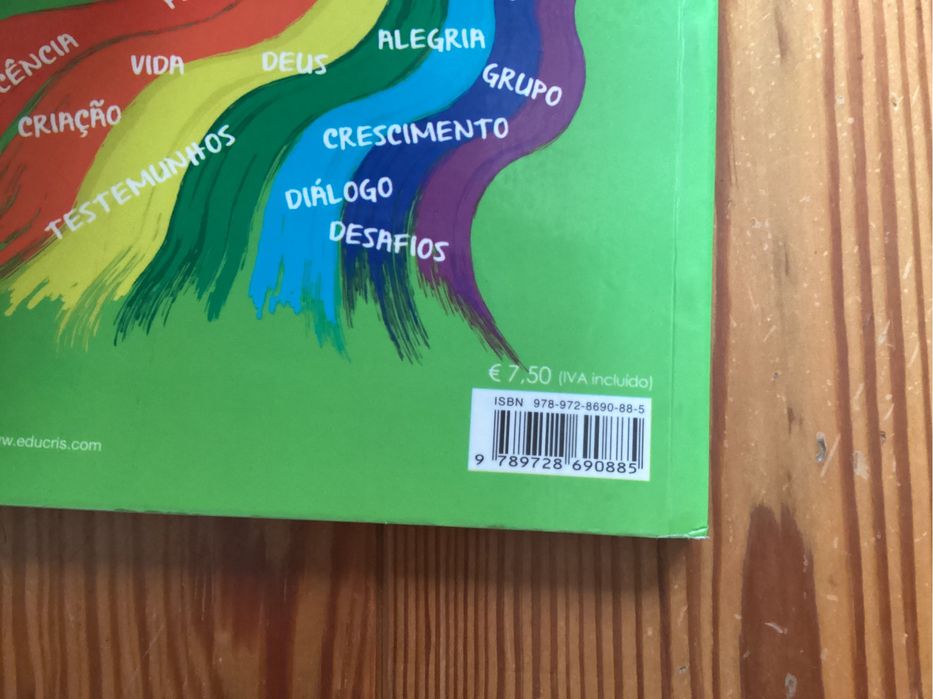 VIDA
DEUS
ALEGRIA
GRUPO
CRIAÇÃO
CRESCIMENTO
TESTEMUNHOS
DIÁLOGO
DESAFIOS
€ 7,50 (IVA incluído)
ISBN 978-972-8690-88-5
9 789728 690885
www.educris.com